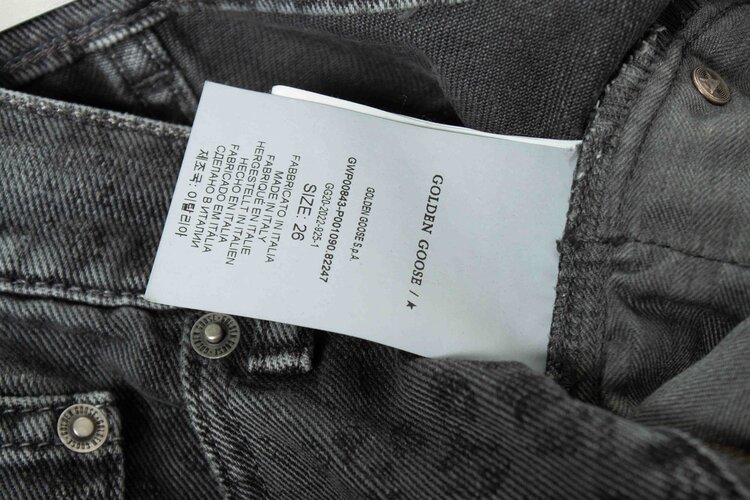 GOLDEN GOOSE / ★
GOLDEN GOOSE S.p.A.
GWP00843-P001090.82247
GG20-2022-925-1
SIZE: 26
FABBRICATO IN ITALIA
MADE IN ITALY
FABRIQUÉ EN ITALIE
HERGESTELLT IN ITALIEN
HECHO EN ITALIA
FABRICADO EM ITÁLIA
СДЕЛАНО В ИТАЛИИ
제조국: 이탈리아